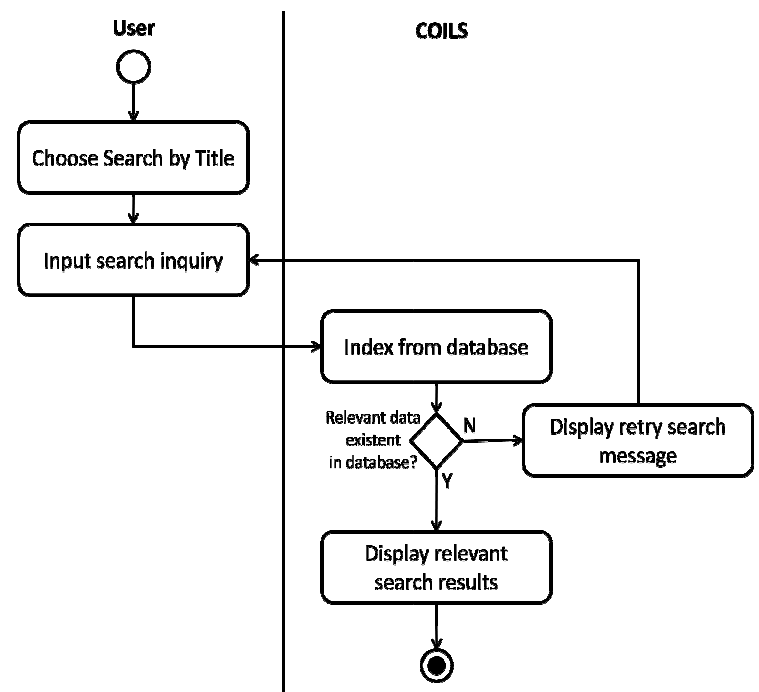 User
COILS
Choose Search by Title
Input search inquiry
Index from database
Relevant data
existent
in database?
N
Y
Display retry search
message
Display relevant
search results